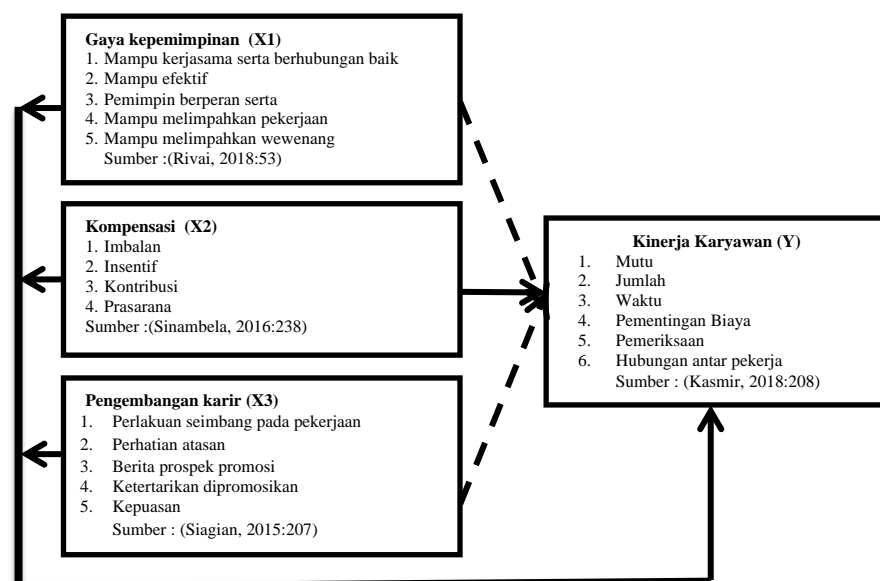 Gaya kepemimpinan (X1)
1. Mampu kerjasama serta berhubungan baik
2. Mampu efektif
3. Pemimpin berperan serta
4. Mampu melimpahkan pekerjaan
5. Mampu melimpahkan wewenang
Sumber :(Rivai, 2018:53)
Kompensasi (X2)
1. Imbalan
2. Insentif
3. Kontribusi
4. Prasarana
Sumber :(Sinambela, 2016:238)
Pengembangan karir (X3)
1. Perlakuan seimbang pada pekerjaan
2. Perhatian atasan
3. Berita prospek promosi
4. Ketertarikan dipromosikan
5. Kepuasan
Sumber : (Siagian, 2015:207)
Kinerja Karyawan (Y)
1. Mutu
2. Jumlah
3. Waktu
4. Pementingan Biaya
5. Pemeriksaan
6. Hubungan antar pekerja
Sumber : (Kasmir, 2018:208)